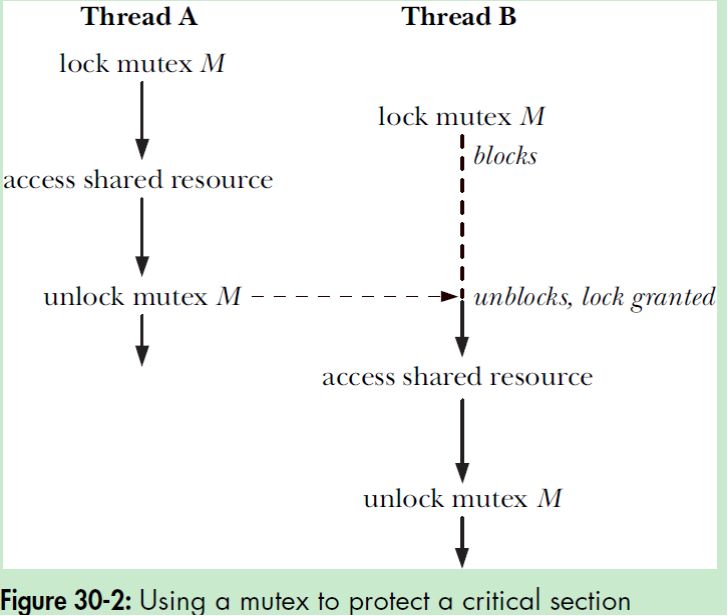 Thread A
Thread B
lock mutex M
lock mutex M
blocks
access shared resource
unlock mutex M
unblocks, lock granted
access shared resource
unlock mutex M
Figure 30-2: Using a mutex to protect a critical section